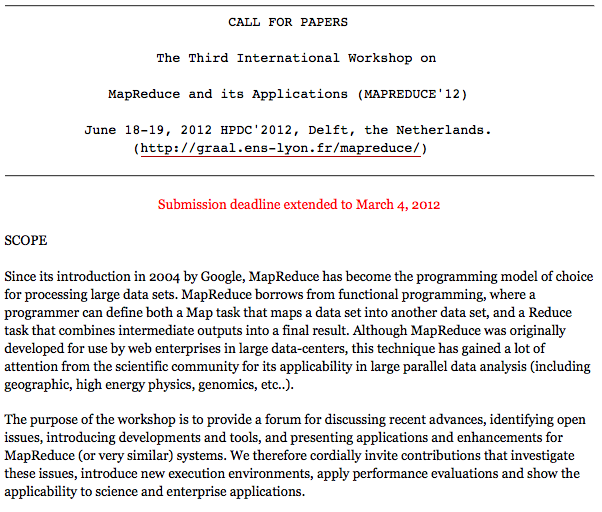 CALL FOR PAPERS
The Third International Workshop on
MapReduce and its Applications (MAPREDUCE'12)
June 18-19, 2012 HPDC'2012, Delft, the Netherlands.
(http://graal.ens-lyon.fr/mapreduce/)
Submission deadline extended to March 4, 2012
SCOPE
Since its introduction in 2004 by Google, MapReduce has become the programming model of choice
for processing large data sets. MapReduce borrows from functional programming, where a
programmer can define both a Map task that maps a data set into another data set, and a Reduce
task that combines intermediate outputs into a final result. Although MapReduce was originally
developed for use by web enterprises in large data-centers, this technique has gained a lot of
attention from the scientific community for its applicability in large parallel data analysis (including
geographic, high energy physics, genomics, etc..).
The purpose of the workshop is to provide a forum for discussing recent advances, identifying open
issues, introducing developments and tools, and presenting applications and enhancements for
MapReduce (or very similar) systems. We therefore cordially invite contributions that investigate
these issues, introduce new execution environments, apply performance evaluations and show the
applicability to science and enterprise applications.